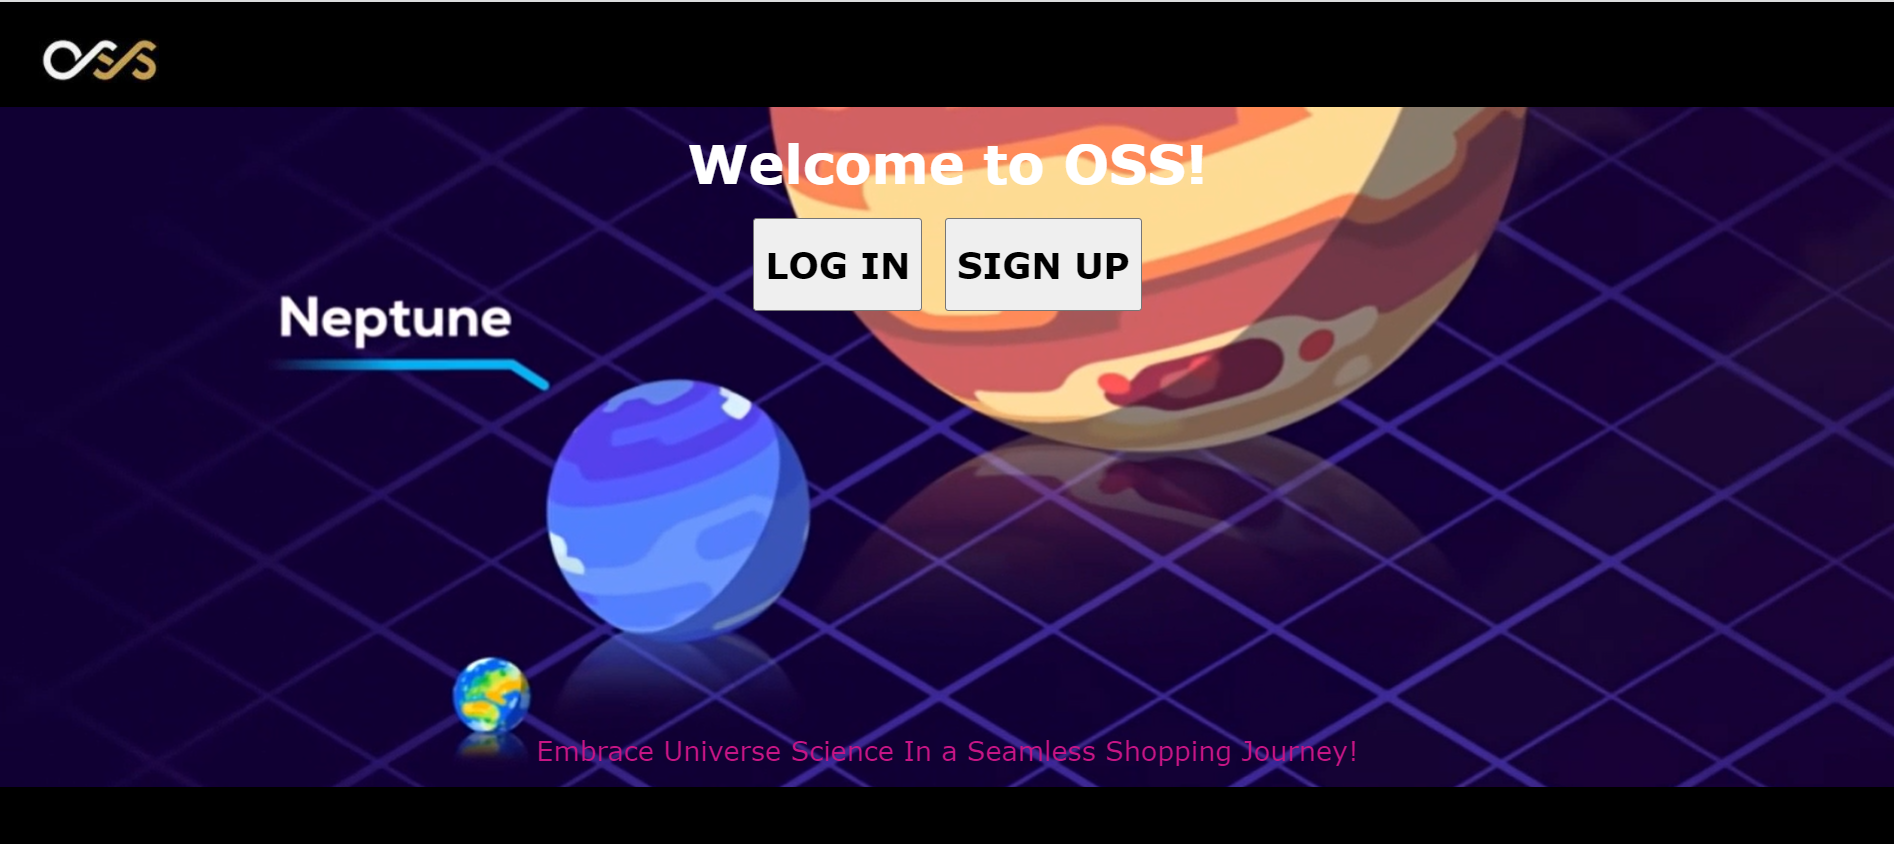 OSS
Welcome to OSS!
LOG IN SIGN UP
Neptune
Embrace Universe Science In a Seamless Shopping Journey!